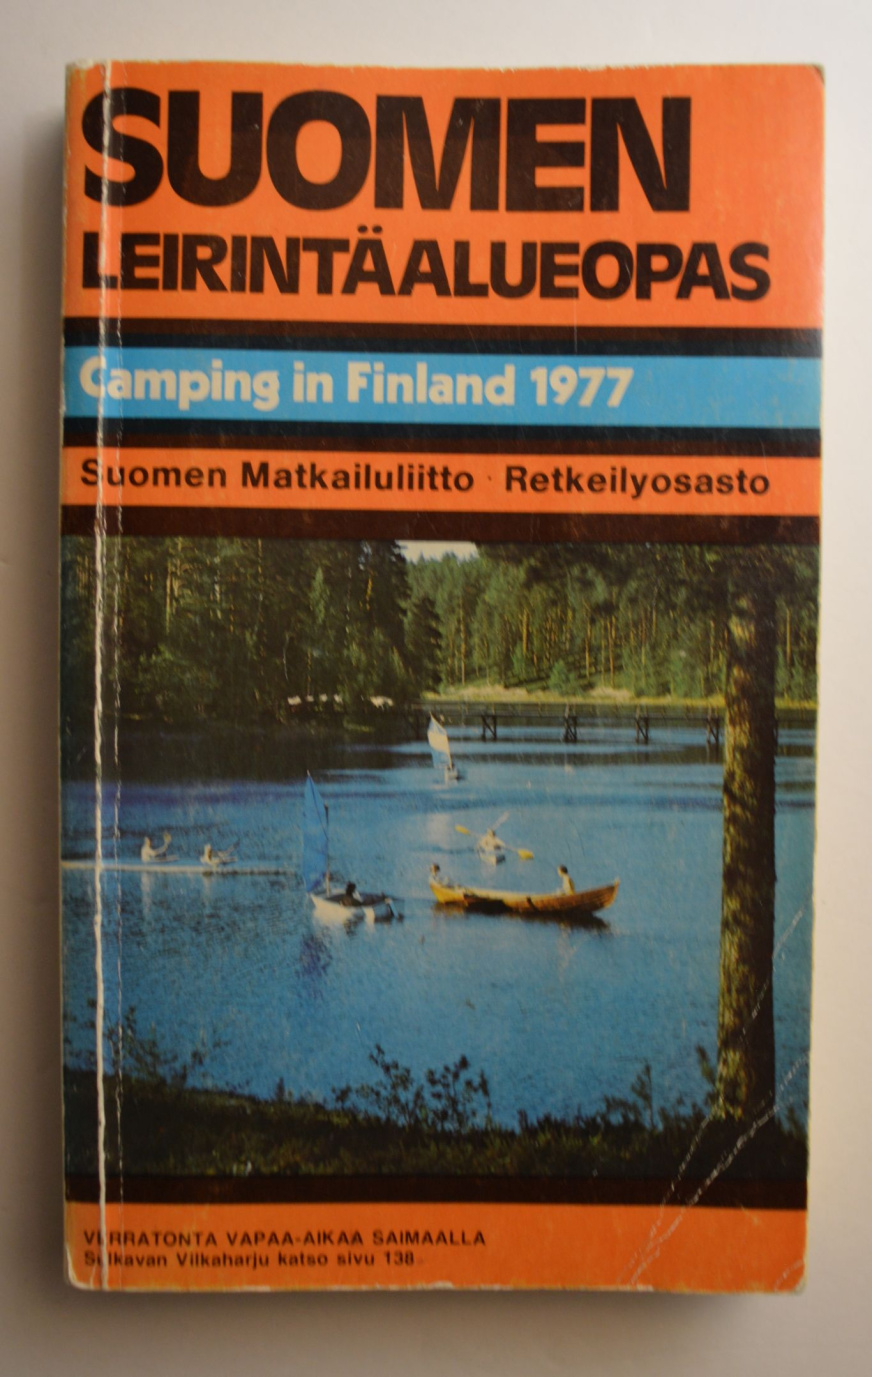 SUOMEN
LEIRINTÄALUEOPAS
Camping in Finland 1977
Suomen Matkailuliitto · Retkeilyosasto
VERRATONTA VAPAA-AIKAA SAIMAALLA
Sulkavan Vilkaharju katso sivu 138